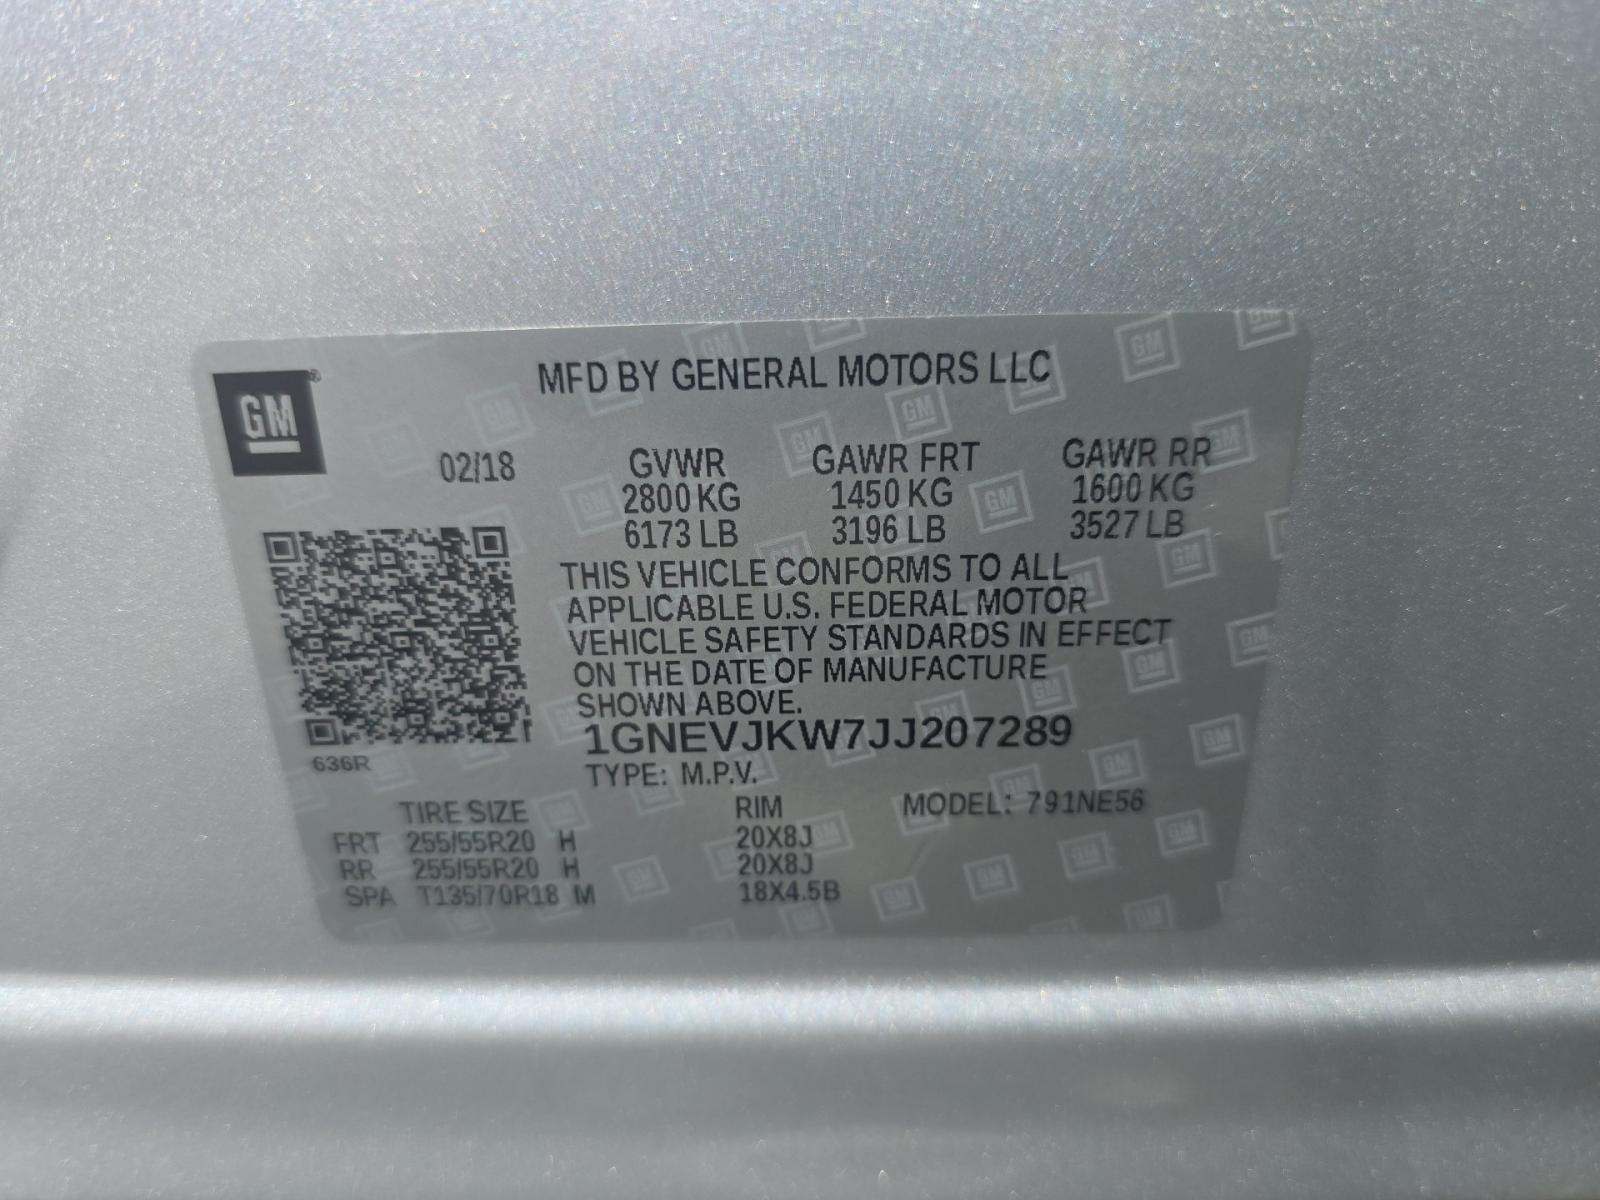 MFD BY GENERAL MOTORS LLC
GM
02/18 GVWR GAWR FRT GAWR RR
2800 KG 1450 KG 1600 KG
6173 LB 3196 LB 3527 LB
THIS VEHICLE CONFORMS TO ALL
APPLICABLE U.S. FEDERAL MOTOR
VEHICLE SAFETY STANDARDS IN EFFECT
ON THE DATE OF MANUFACTURE
SHOWN ABOVE.
1GNEVJKW7JJ207289
636R
TYPE: M.P.V.
TIRE SIZE RIM MODEL: 791NE56
FRT 255/55R20 H 20X8J
RR 255/55R20 H 20X8J
SPA T135/70R18 M 18X4.5B